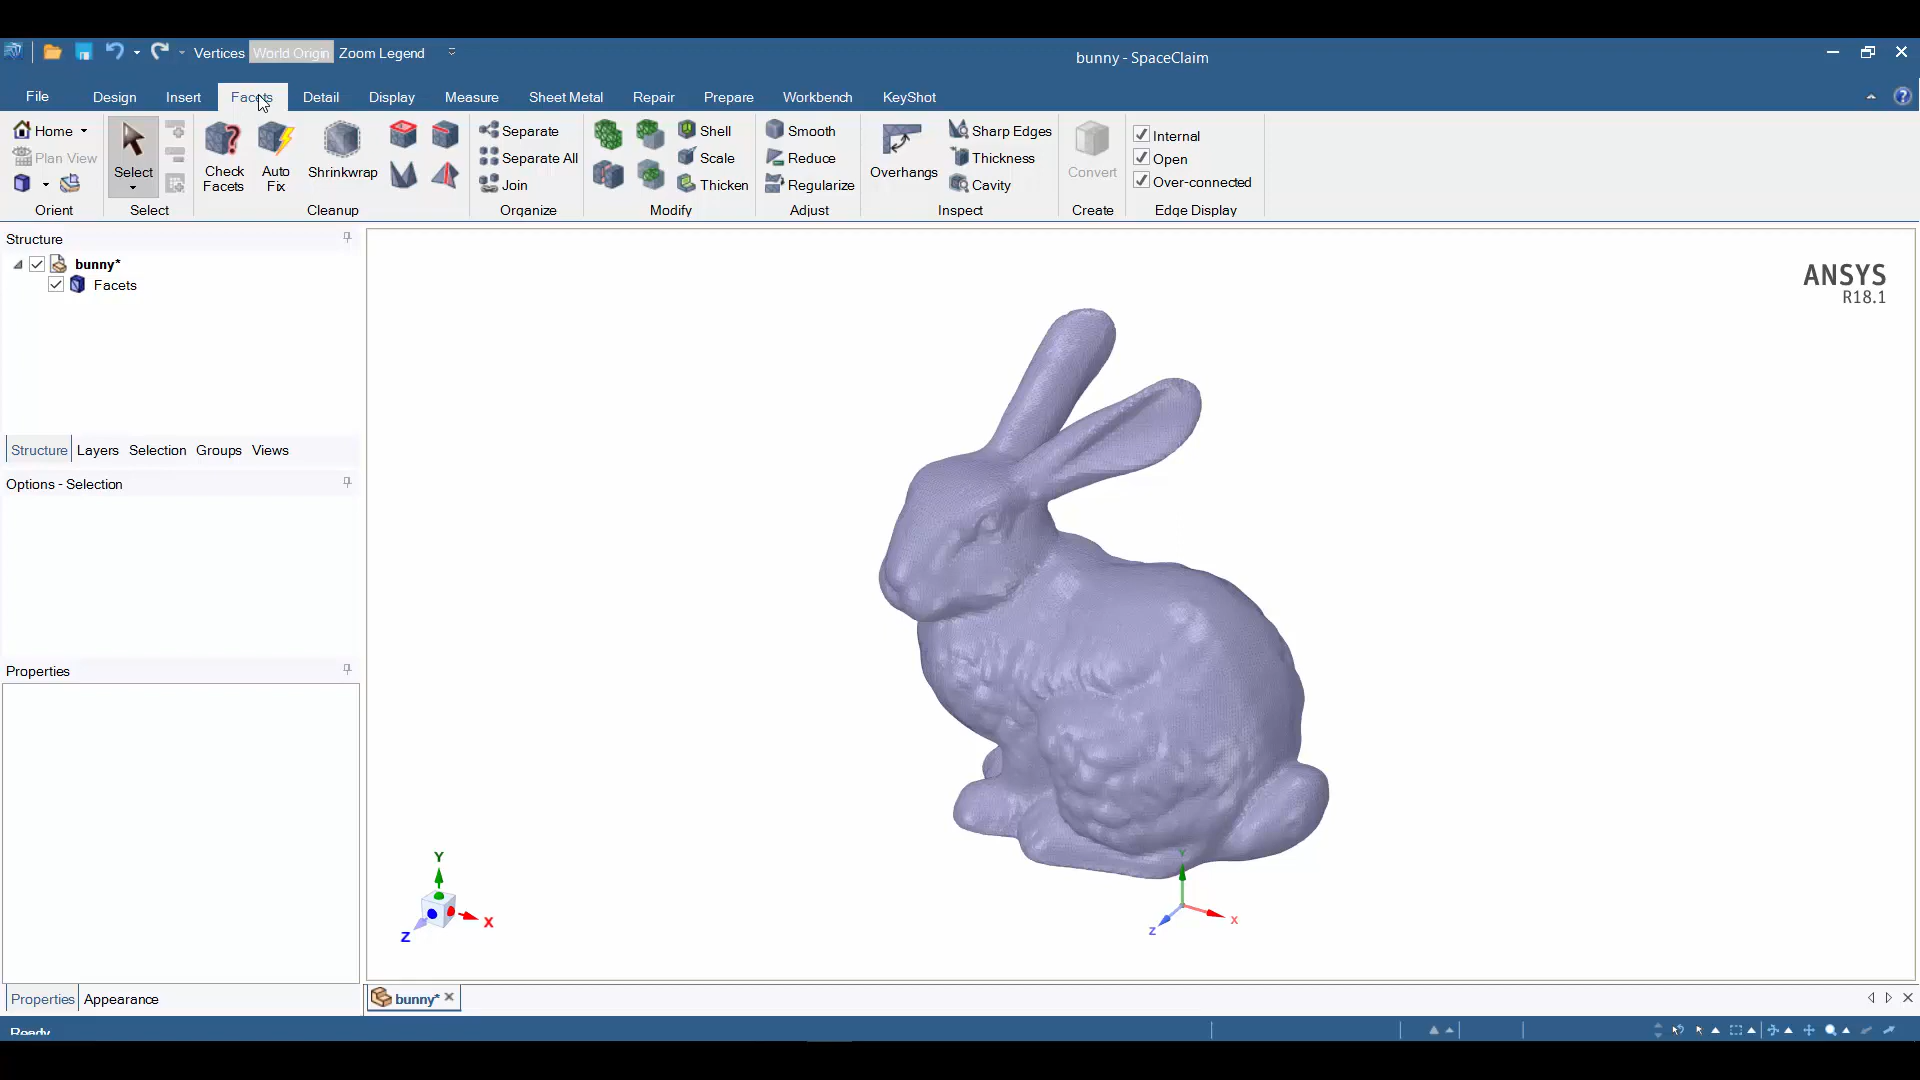 Vertices World Origin Zoom Legend
bunny - SpaceClaim
File Design Insert Facets Detail Display Measure Sheet Metal Repair Prepare Workbench KeyShot
Home
Plan View
Orient
Select
Select
Check Facets
Auto Fix
Shrinkwrap
Cleanup
Separate
Separate All
Join
Organize
Shell
Scale
Thicken
Modify
Smooth
Reduce
Regularize
Adjust
Overhangs
Sharp Edges
Thickness
Cavity
Inspect
Convert
Create
Internal
Open
Over-connected
Edge Display
Structure
bunny*
Facets
Structure Layers Selection Groups Views
Options - Selection
Properties
Properties Appearance
ANSYS
R18.1
Y
X
Z
Y
X
Z
bunny*
Ready